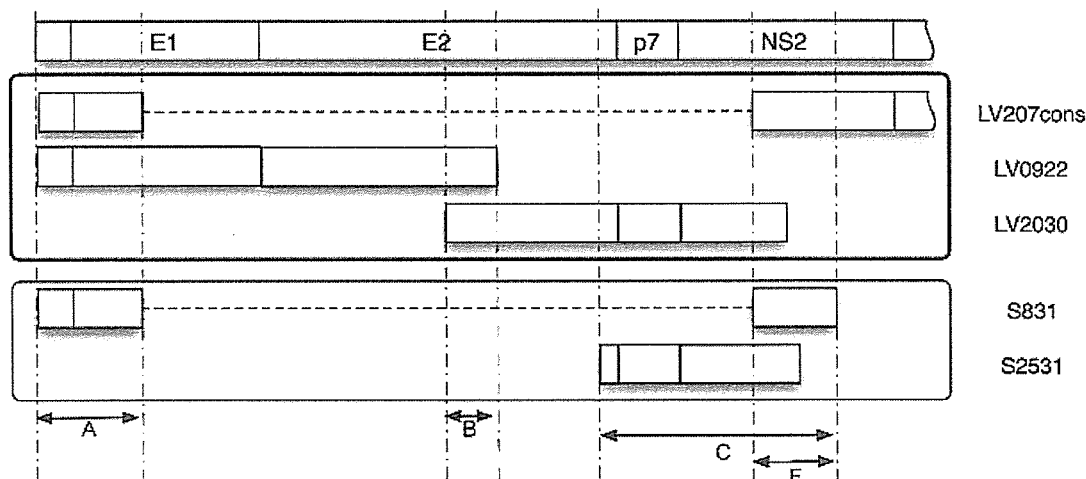 E1 E2 p7 NS2
LV207cons
LV0922
LV2030
S831
S2531
A B
C
E